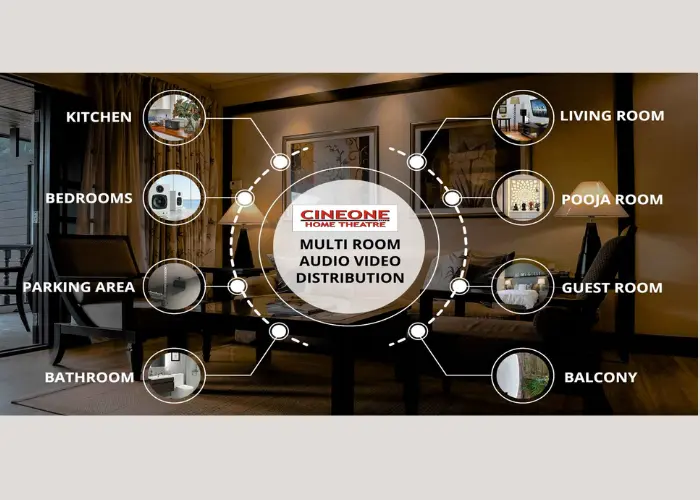 KITCHEN
LIVING ROOM
BEDROOMS
POOJA ROOM
CINEONE
HOME THEATRE
MULTI ROOM
AUDIO VIDEO
DISTRIBUTION
PARKING AREA
GUEST ROOM
BATHROOM
BALCONY